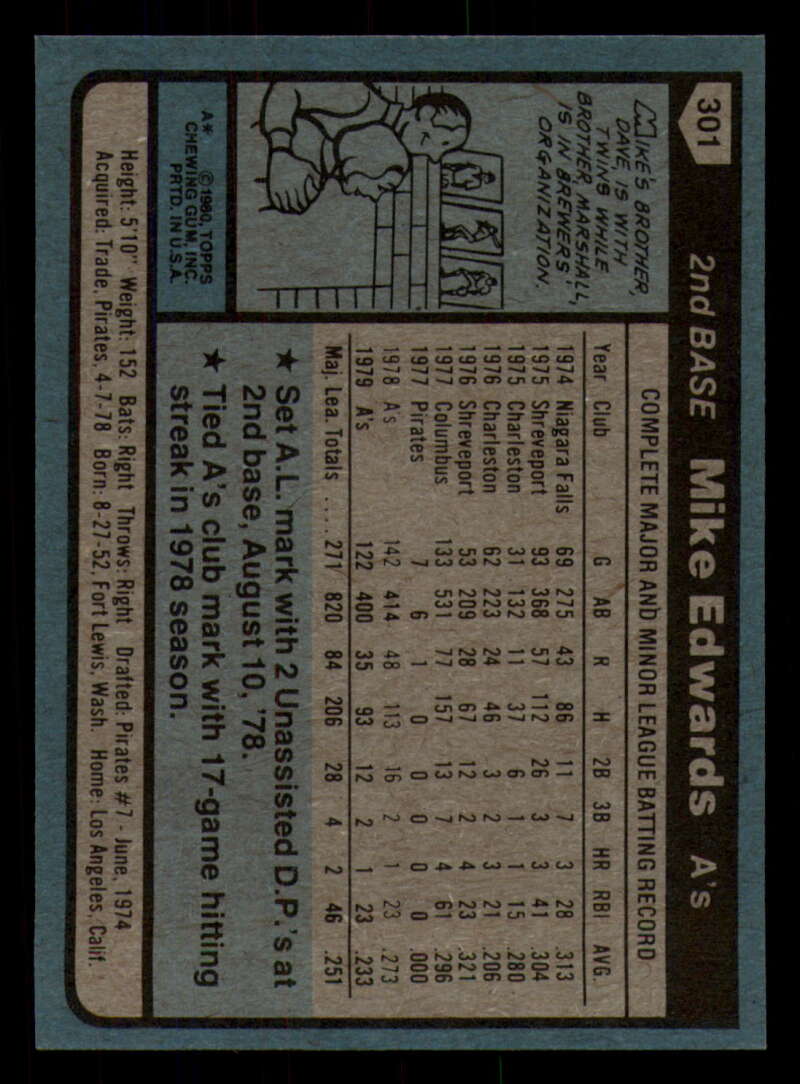 301
2nd BASE Mike Edwards A's
MIKE'S BROTHER,
DAVE IS WITH
TWINS WHILE
BROTHER, MARSHALL,
IS IN BREWERS'
ORGANIZATION.
A* ©1980, TOPPS
CHEWING GUM, INC.
PRTD. IN U.S.A.
COMPLETE MAJOR AND MINOR LEAGUE BATTING RECORD
Year Club G AB R H 2B 3B HR RBI AVG.
1974 Niagara Falls 69 275 43 86 11 7 3 28 .313
1975 Shreveport 93 368 57 112 26 3 3 41 .304
1975 Charleston 31 132 11 37 6 1 1 15 .280
1976 Charleston 62 223 24 46 3 2 3 21 .206
1976 Shreveport 53 209 28 67 12 2 4 23 .321
1977 Columbus 133 531 77 157 13 7 4 61 .296
1977 Pirates 7 6 1 0 0 0 0 0 .000
1978 A's 142 414 48 113 16 2 1 23 .273
1979 A's 122 400 35 93 12 2 1 23 .233
Maj. Lea. Totals .... 271 820 84 206 28 4 2 46 .251
★ Set A.L. mark with 2 Unassisted D.P.'s at
2nd base, August 10, '78.
★ Tied A's club mark with 17-game hitting
streak in 1978 season.
Height: 5'10" Weight: 152 Bats: Right Throws: Right Drafted: Pirates #7 - June, 1974
Acquired: Trade, Pirates, 4-7-78 Born: 8-27-52, Fort Lewis, Wash. Home: Los Angeles, Calif.